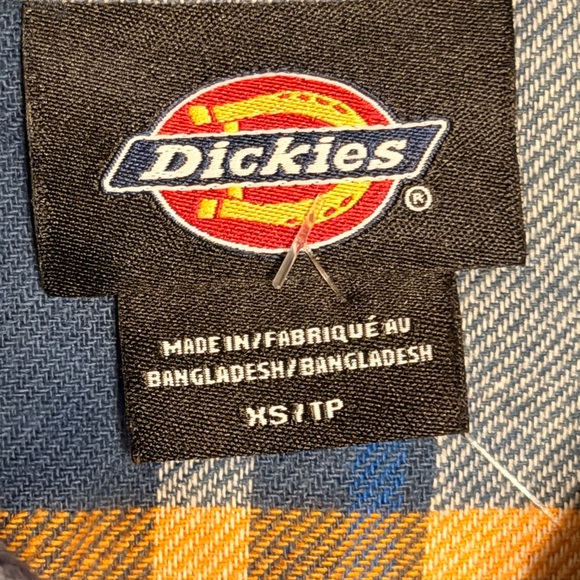 Dickies
®
MADE IN/FABRIQUÉ AU
BANGLADESH/BANGLADESH
XS/TP